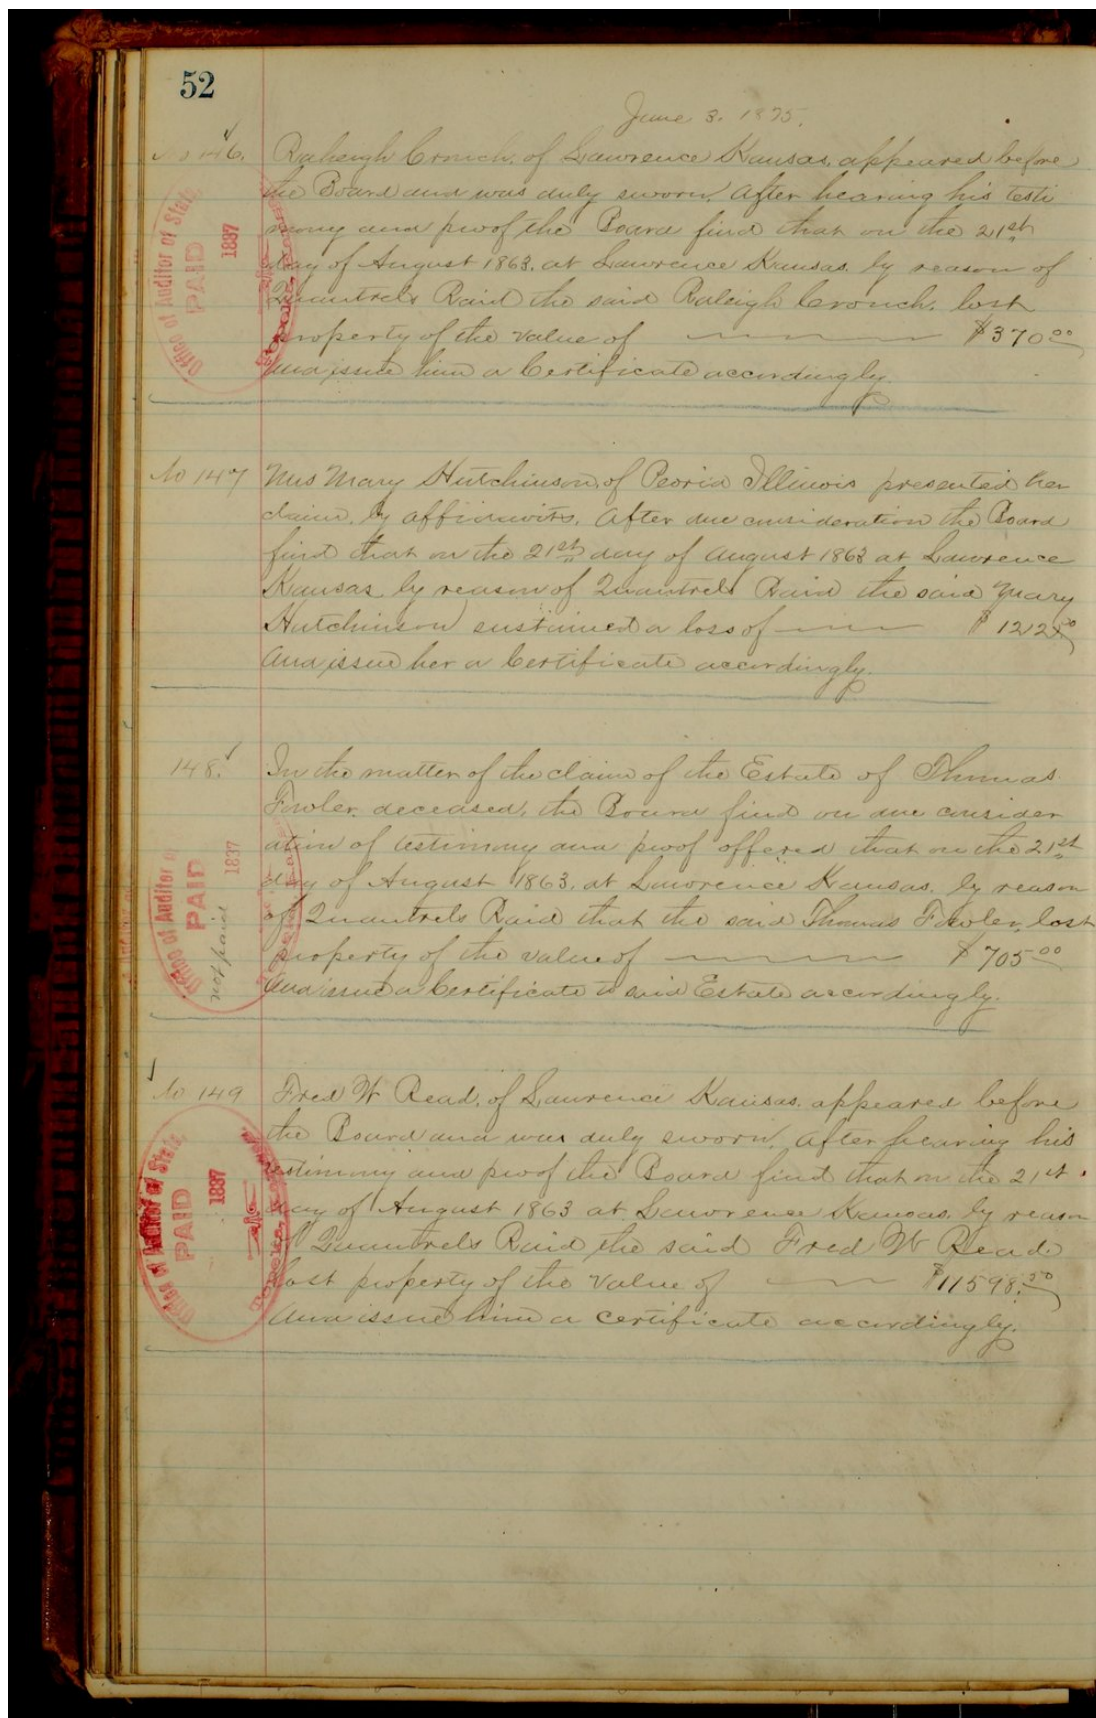 52
June 3. 1875.
No 146. Raleigh Crouch, of Lawrence Kansas, appeared before
the Board and was duly sworn. After hearing his testi
mony and proof the Board find that on the 21st
day of August 1863. at Lawrence Kansas. by reason of
Quantrels Raid the said Raleigh Crouch. lost
property of the value of $370 00
and issue him a Certificate accordingly.
Office of Auditor of State
PAID
1887
Topeka, Kansas
No 147 Mrs Mary Hutchinson, of Peoria Illinois presented her
claim, by affidavits. After due consideration the Board
find that on the 21st day of August 1863 at Lawrence
Kansas by reason of Quantrels Raid the said Mary
Hutchinson sustained a loss of
and issue her a Certificate accordingly.
148. In the matter of the claim of the Estate of Thomas
Fowler. deceased, the Board find on due consider
ation of testimony and proof offered that on the 21st
day of August 1863. at Lawrence Kansas. by reason
of Quantrels Raid that the said Thomas Fowler, lost
property of the value of $705 00
and issue a Certificate to said Estate accordingly.
Office of Auditor of
PAID
1887
not paid
No 149 Fred W Read. of Lawrence Kansas. appeared before
the Board and was duly sworn. After hearing his
testimony and proof the Board find that on the 21st
day of August 1863 at Lawrence Kansas. by reason
of Quantrels Raid the said Fred W Read.
lost property of the value of $11598.50
and issue him a certificate accordingly.
Office of Auditor of State,
PAID
1887
Topeka, Kansas